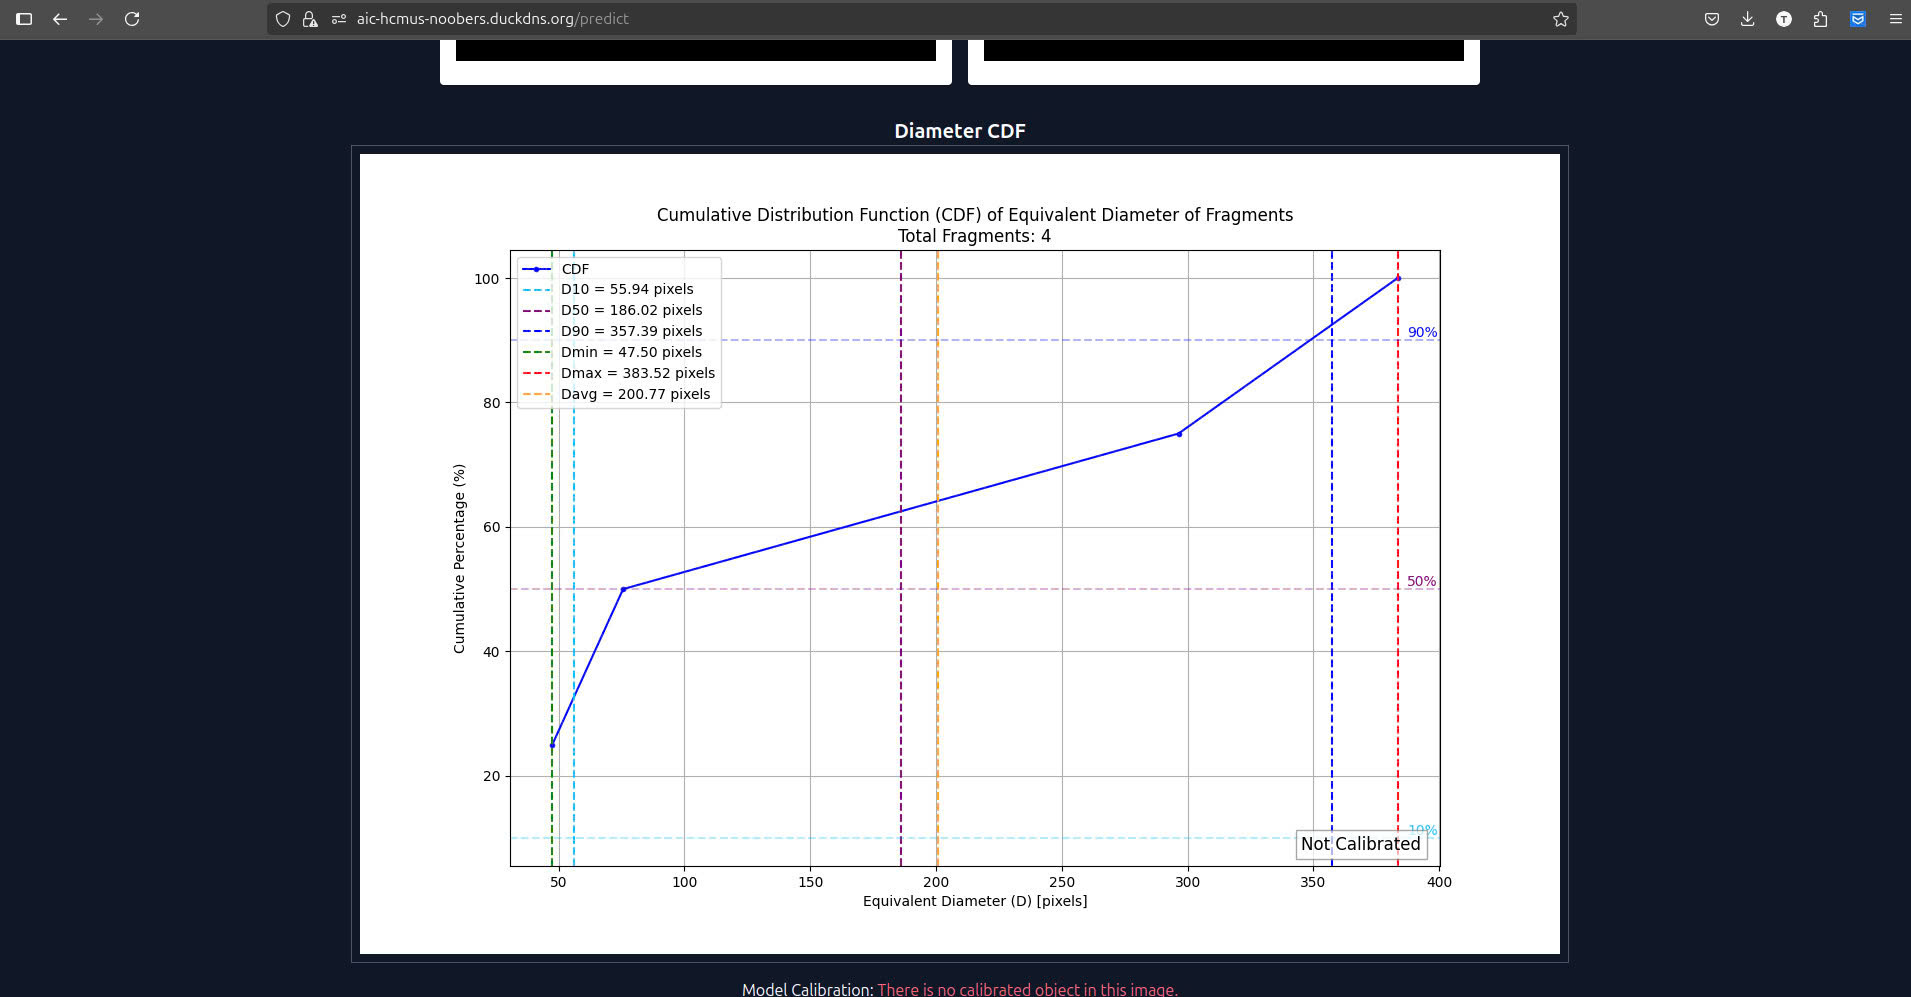 aic-hcmus-noobers.duckdns.org/predict
T
Diameter CDF
Cumulative Distribution Function (CDF) of Equivalent Diameter of Fragments
Total Fragments: 4
CDF
D10 = 55.94 pixels
D50 = 186.02 pixels
D90 = 357.39 pixels
Dmin = 47.50 pixels
Dmax = 383.52 pixels
Davg = 200.77 pixels
100
80
60
40
20
Cumulative Percentage (%)
90%
50%
10%
Not Calibrated
50 100 150 200 250 300 350 400
Equivalent Diameter (D) [pixels]
Model Calibration: There is no calibrated object in this image.